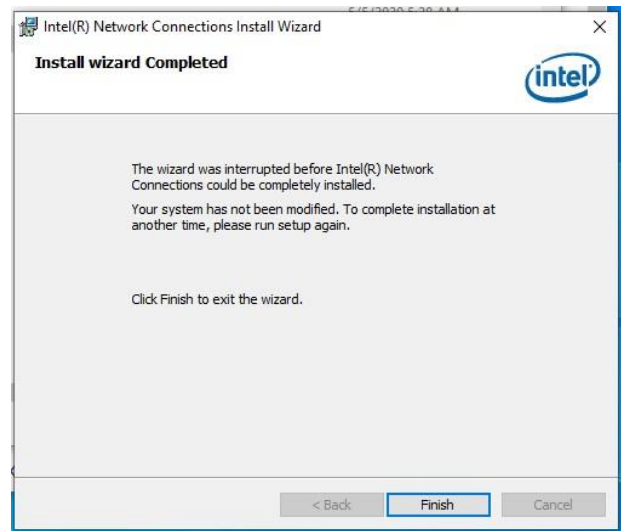 Intel(R) Network Connections Install Wizard
Install wizard Completed
intel
The wizard was interrupted before Intel(R) Network
Connections could be completely installed.
Your system has not been modified. To complete installation at
another time, please run setup again.
Click Finish to exit the wizard.
< Back
Finish
Cancel